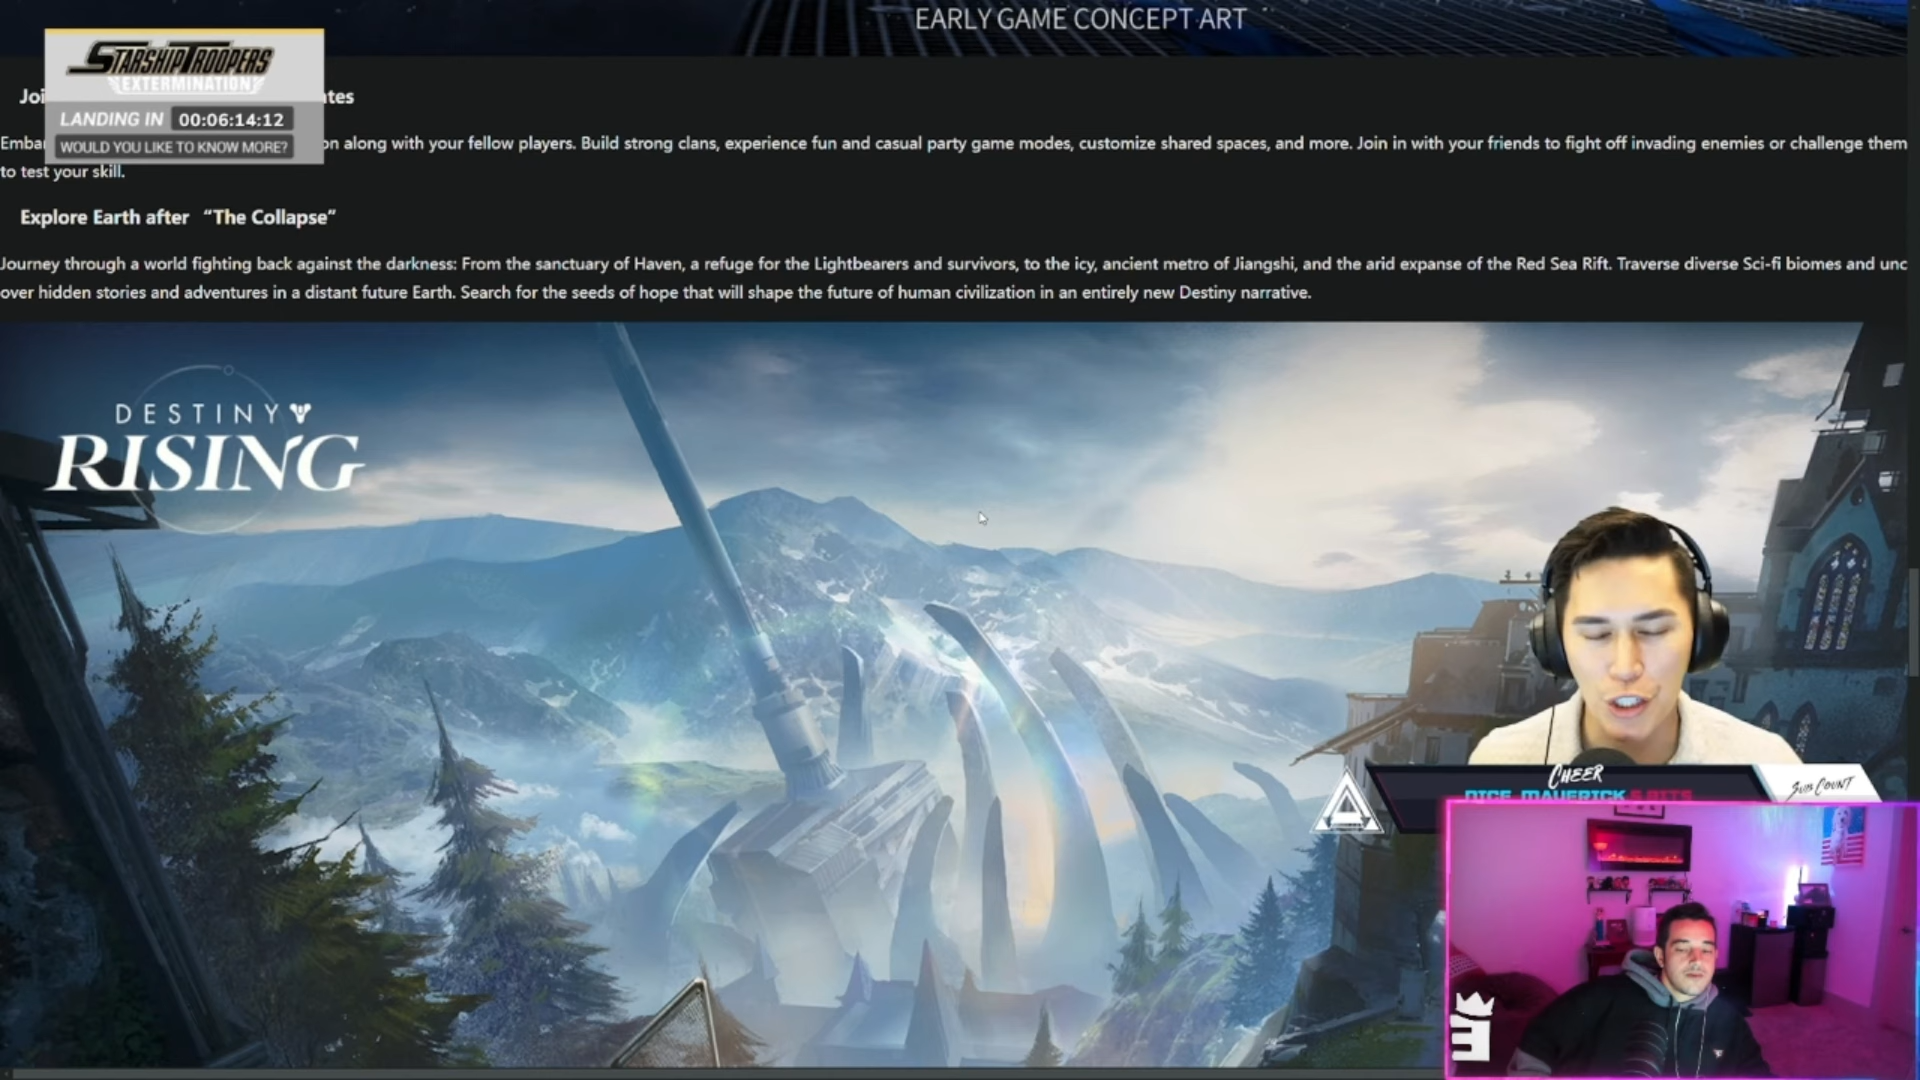 EARLY GAME CONCEPT ART
STARSHIP TROOPERS
EXTERMINATION
LANDING IN 00:06:14:12
WOULD YOU LIKE TO KNOW MORE?
on along with your fellow players. Build strong clans, experience fun and casual party game modes, customize shared spaces, and more. Join in with your friends to fight off invading enemies or challenge them
to test your skill.
Explore Earth after “The Collapse”
Journey through a world fighting back against the darkness: From the sanctuary of Haven, a refuge for the Lightbearers and survivors, to the icy, ancient metro of Jiangshi, and the arid expanse of the Red Sea Rift. Traverse diverse Sci-fi biomes and unc
over hidden stories and adventures in a distant future Earth. Search for the seeds of hope that will shape the future of human civilization in an entirely new Destiny narrative.
DESTINY
RISING
CHEER
SUB COUNT